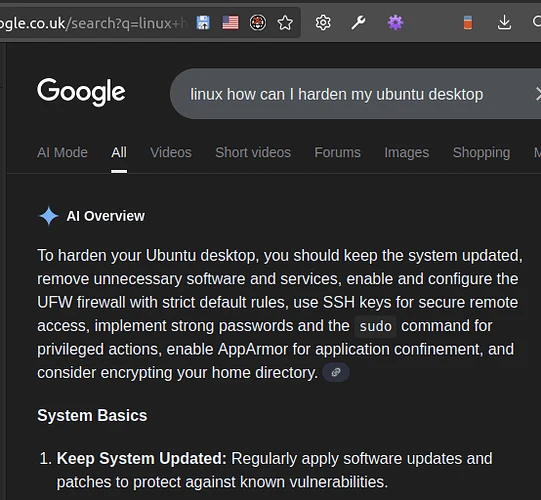 ogle.co.uk/search?q=linux+h
Google
linux how can I harden my ubuntu desktop
AI Mode All Videos Short videos Forums Images Shopping
AI Overview
To harden your Ubuntu desktop, you should keep the system updated,
remove unnecessary software and services, enable and configure the
UFW firewall with strict default rules, use SSH keys for secure remote
access, implement strong passwords and the sudo command for
privileged actions, enable AppArmor for application confinement, and
consider encrypting your home directory.
System Basics
1. Keep System Updated: Regularly apply software updates and
patches to protect against known vulnerabilities.